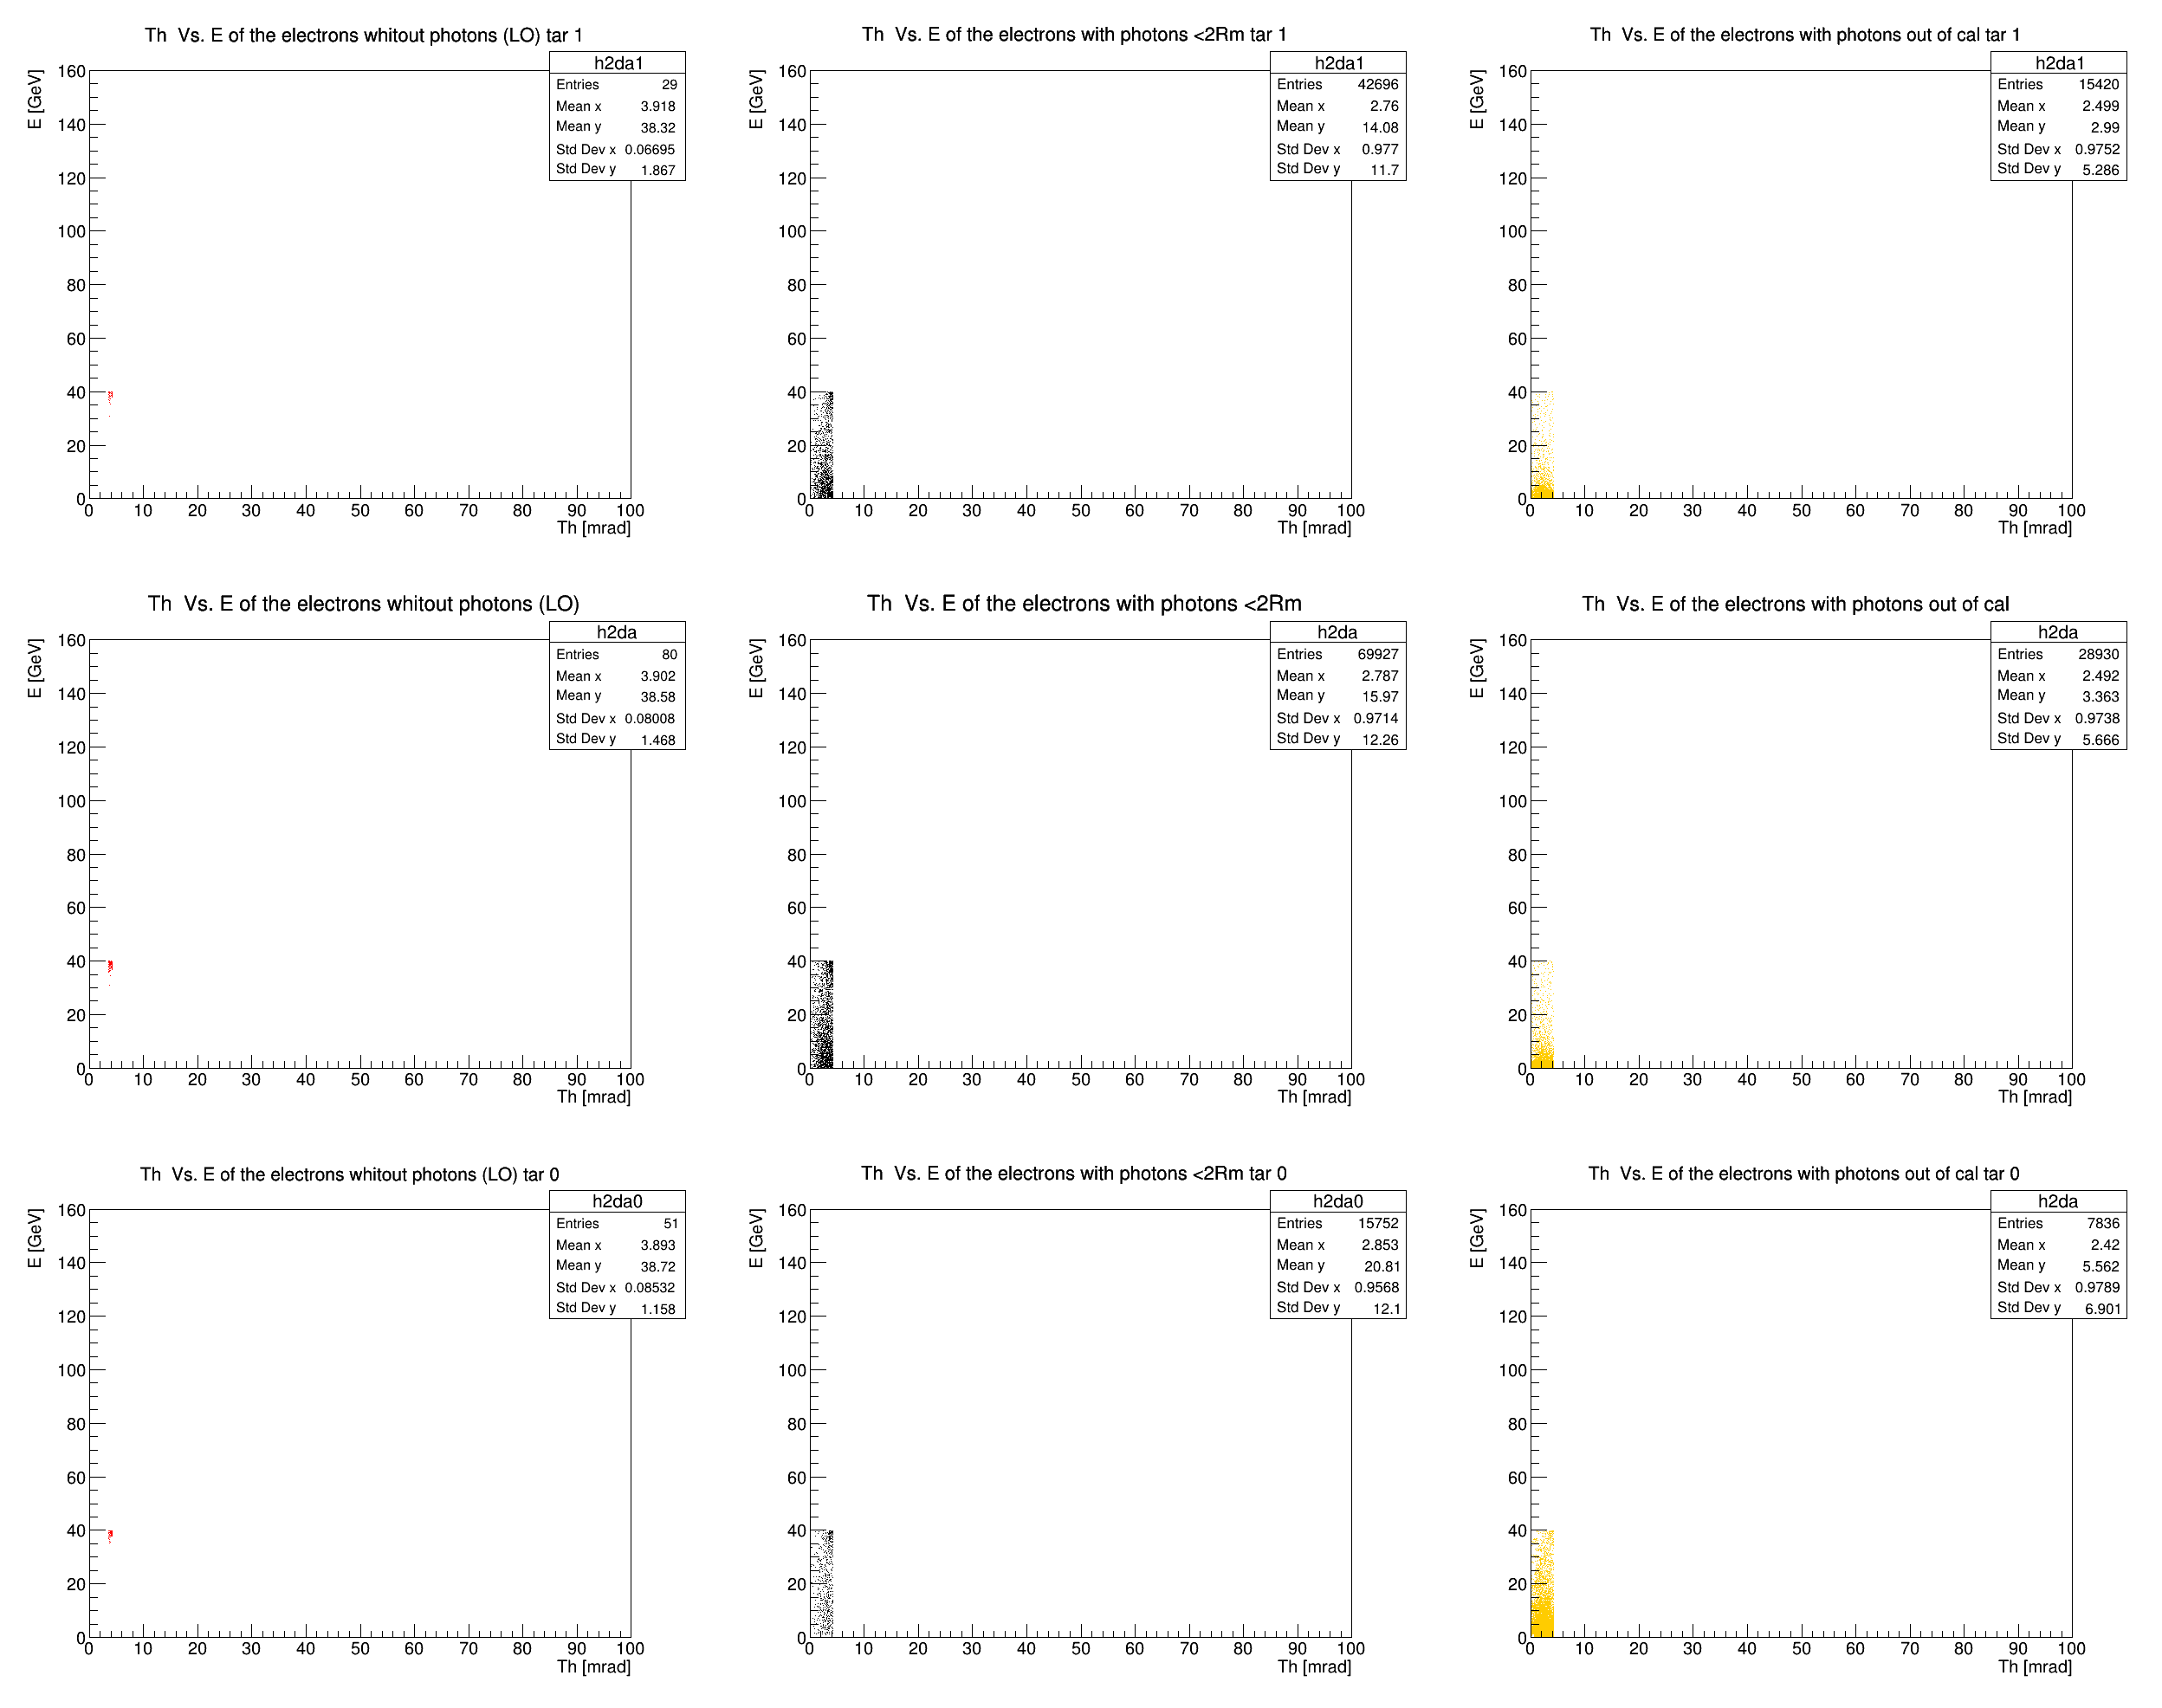 Th Vs. E of the electrons whitout photons (LO) tar 1
E [GeV]
160
140
120
100
80
60
40
20
0
0 10 20 30 40 50 60 70 80 90 100
Th [mrad]
h2da1
Entries 29
Mean x 3.918
Mean y 38.32
Std Dev x 0.06695
Std Dev y 1.867
Th Vs. E of the electrons with photons <2Rm tar 1
E [GeV]
160
140
120
100
80
60
40
20
0
0 10 20 30 40 50 60 70 80 90 100
Th [mrad]
h2da1
Entries 42696
Mean x 2.76
Mean y 14.08
Std Dev x 0.977
Std Dev y 11.7
Th Vs. E of the electrons with photons out of cal tar 1
E [GeV]
160
140
120
100
80
60
40
20
0
0 10 20 30 40 50 60 70 80 90 100
Th [mrad]
h2da1
Entries 15420
Mean x 2.499
Mean y 2.99
Std Dev x 0.9752
Std Dev y 5.286
Th Vs. E of the electrons whitout photons (LO)
E [GeV]
160
140
120
100
80
60
40
20
0
0 10 20 30 40 50 60 70 80 90 100
Th [mrad]
h2da
Entries 80
Mean x 3.902
Mean y 38.58
Std Dev x 0.08008
Std Dev y 1.468
Th Vs. E of the electrons with photons <2Rm
E [GeV]
160
140
120
100
80
60
40
20
0
0 10 20 30 40 50 60 70 80 90 100
Th [mrad]
h2da
Entries 69927
Mean x 2.787
Mean y 15.97
Std Dev x 0.9714
Std Dev y 12.26
Th Vs. E of the electrons with photons out of cal
E [GeV]
160
140
120
100
80
60
40
20
0
0 10 20 30 40 50 60 70 80 90 100
Th [mrad]
h2da
Entries 28930
Mean x 2.492
Mean y 3.363
Std Dev x 0.9738
Std Dev y 5.666
Th Vs. E of the electrons whitout photons (LO) tar 0
E [GeV]
160
140
120
100
80
60
40
20
0
0 10 20 30 40 50 60 70 80 90 100
Th [mrad]
h2da0
Entries 51
Mean x 3.893
Mean y 38.72
Std Dev x 0.08532
Std Dev y 1.158
Th Vs. E of the electrons with photons <2Rm tar 0
E [GeV]
160
140
120
100
80
60
40
20
0
0 10 20 30 40 50 60 70 80 90 100
Th [mrad]
h2da0
Entries 15752
Mean x 2.853
Mean y 20.81
Std Dev x 0.9568
Std Dev y 12.1
Th Vs. E of the electrons with photons out of cal tar 0
E [GeV]
160
140
120
100
80
60
40
20
0
0 10 20 30 40 50 60 70 80 90 100
Th [mrad]
h2da
Entries 7836
Mean x 2.42
Mean y 5.562
Std Dev x 0.9789
Std Dev y 6.901